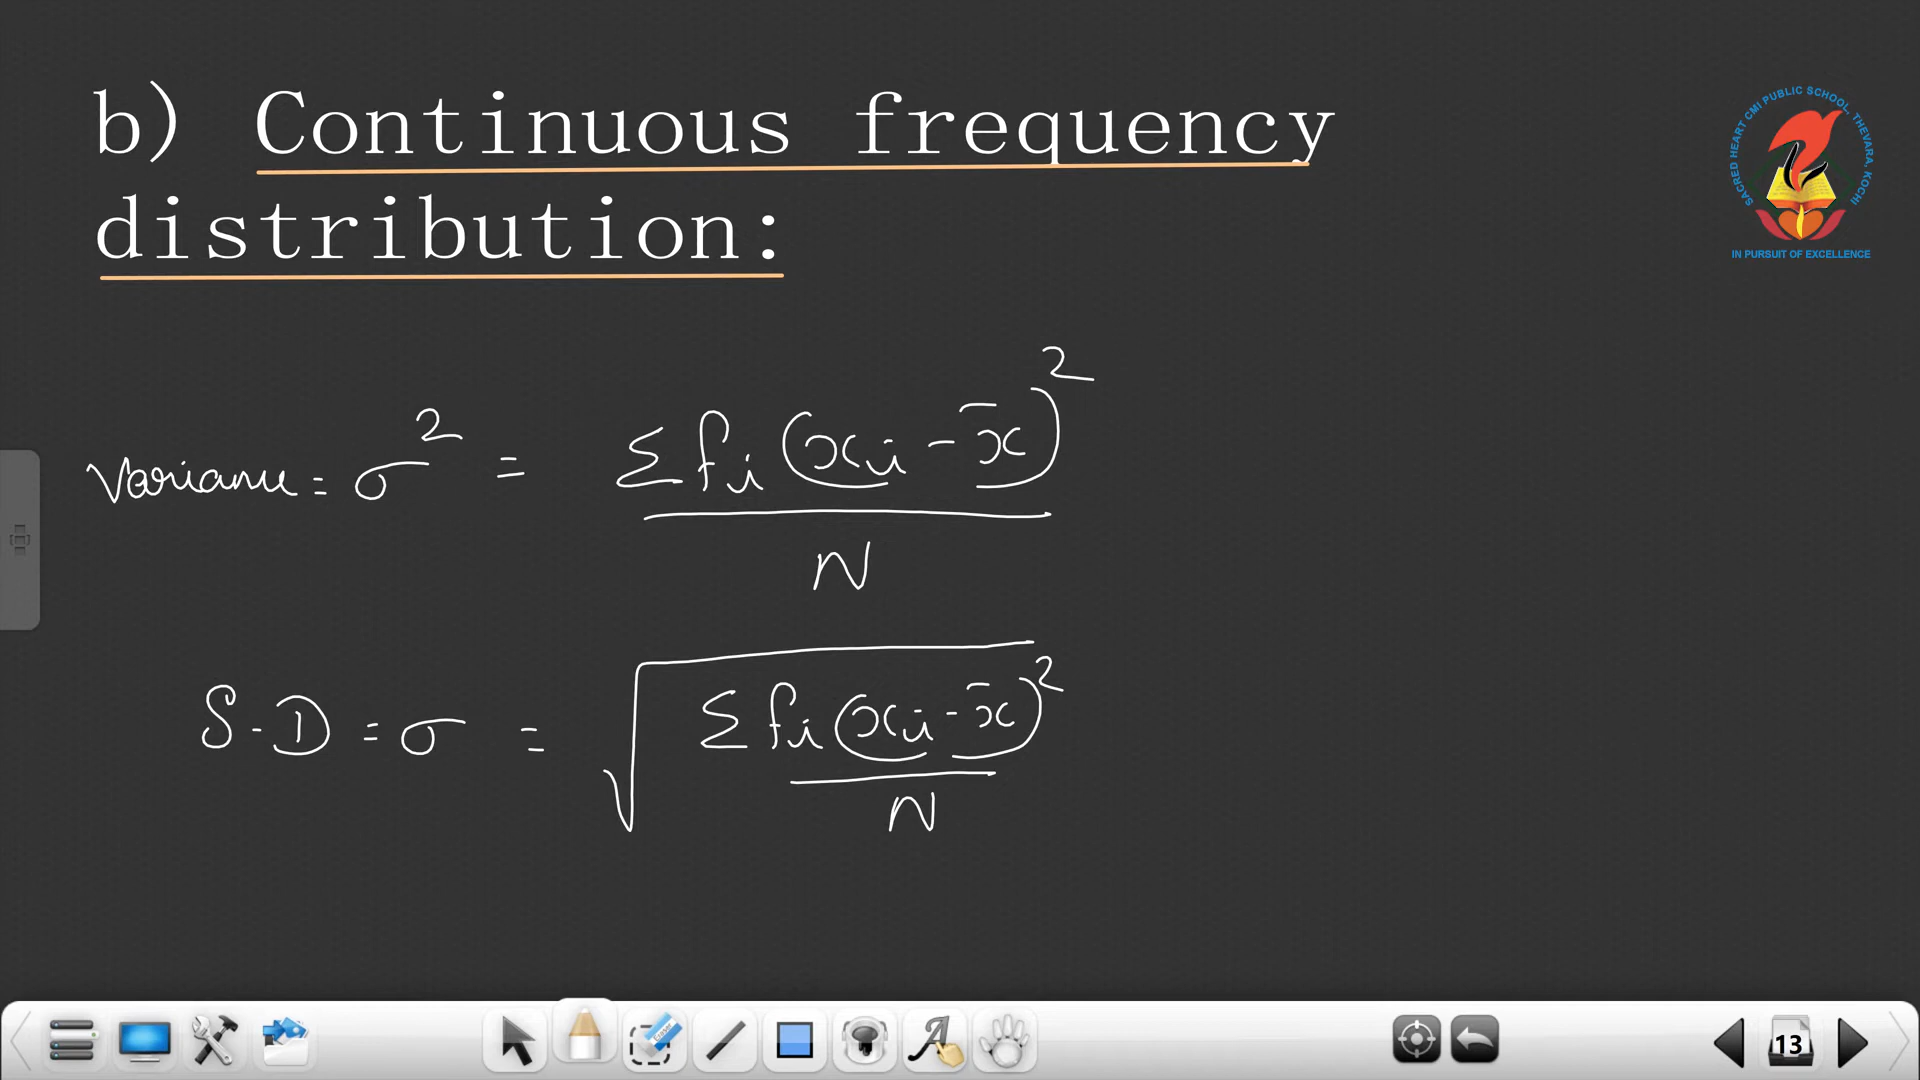 b) Continuous frequency
distribution:
SACRED HEART CMI PUBLIC SCHOOL, THEVARA, KOCHI
IN PURSUIT OF EXCELLENCE
Variance = σ² = Σfi(xi - x̄)² / N
S.D = σ = √(Σfi(xi - x̄)² / N)
13